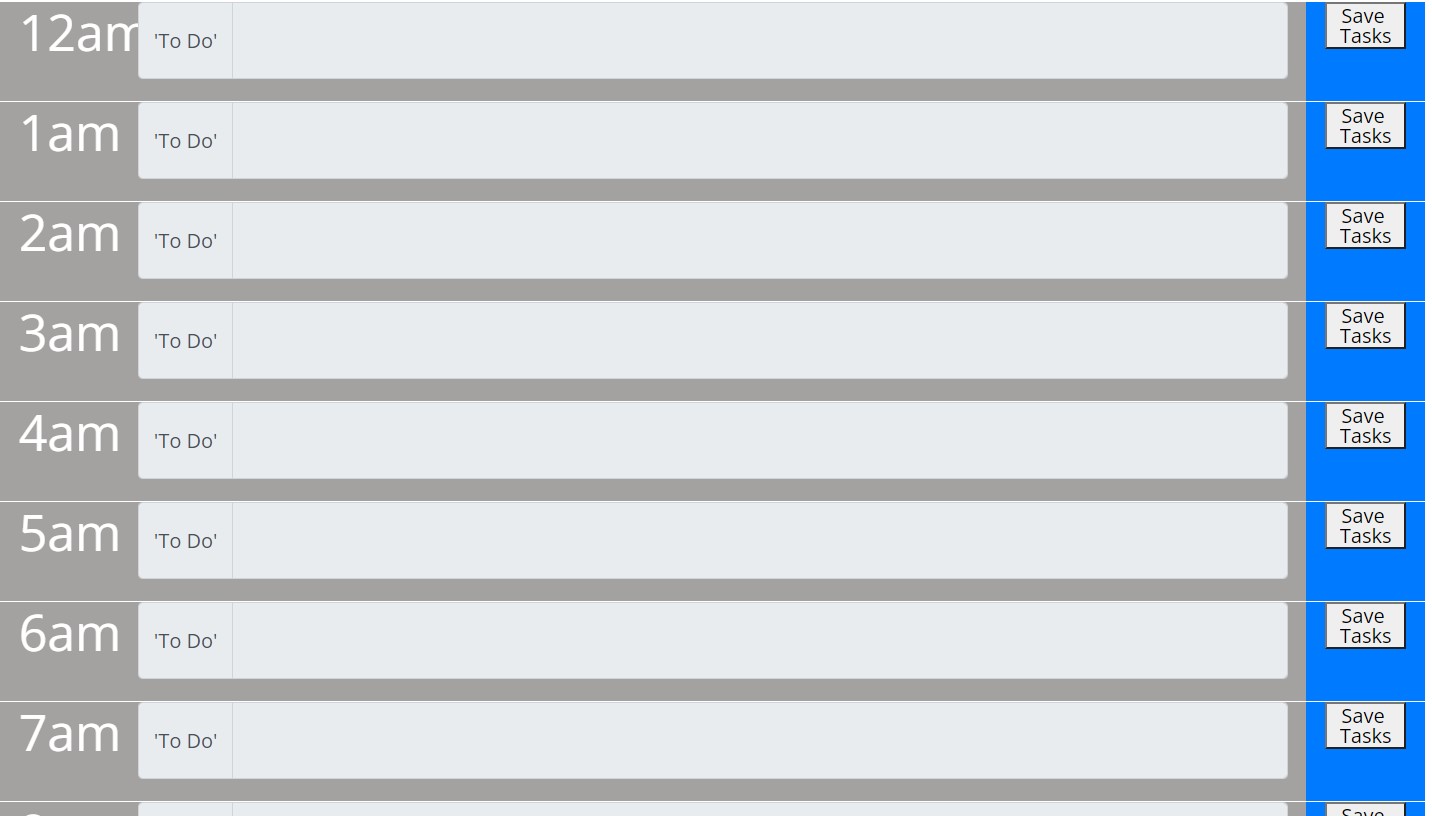 12am 'To Do' Save
Tasks
1am 'To Do' Save
Tasks
2am 'To Do' Save
Tasks
3am 'To Do' Save
Tasks
4am 'To Do' Save
Tasks
5am 'To Do' Save
Tasks
6am 'To Do' Save
Tasks
7am 'To Do' Save
Tasks
Save